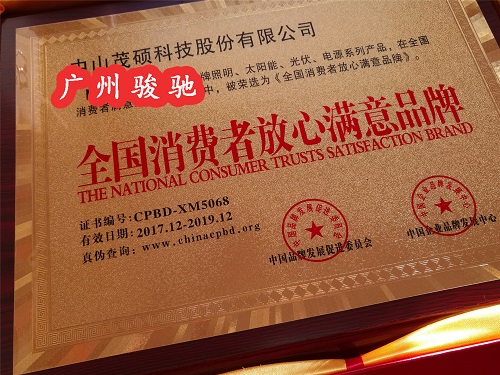 中山茂硕科技股份有限公司
广州骏驰
牌照明、太阳能、光伏、电源系列产品，在全国
消费者
中，被荣选为《全国消费者放心满意品牌》。
全国消费者放心满意品牌
THE NATIONAL CONSUMER TRUSTS SATISFACTION BRAND
证书编号：CPBD-XM5068
有效日期：2017.12-2019.12
真伪查询：www.chinacpbd.org
中国品牌发展促进委员会
中国企业品牌发展中心